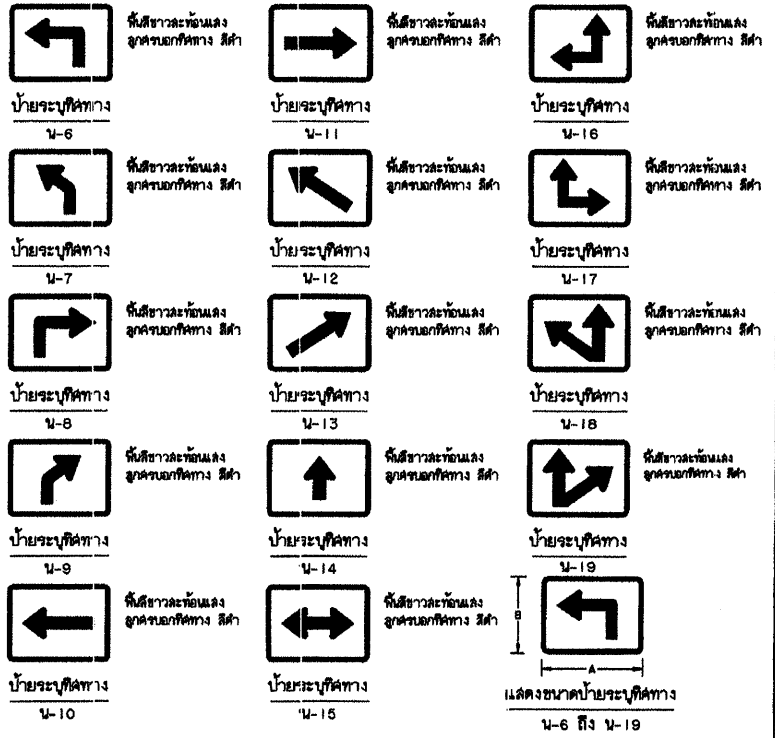 พื้นสีขาวสะท้อนแสง
ลูกศรบอกทิศทาง สีดำ
ป้ายระบุทิศทาง
น-6
พื้นสีขาวสะท้อนแสง
ลูกศรบอกทิศทาง สีดำ
ป้ายระบุทิศทาง
น-11
พื้นสีขาวสะท้อนแสง
ลูกศรบอกทิศทาง สีดำ
ป้ายระบุทิศทาง
น-16
พื้นสีขาวสะท้อนแสง
ลูกศรบอกทิศทาง สีดำ
ป้ายระบุทิศทาง
น-7
พื้นสีขาวสะท้อนแสง
ลูกศรบอกทิศทาง สีดำ
ป้ายระบุทิศทาง
น-12
พื้นสีขาวสะท้อนแสง
ลูกศรบอกทิศทาง สีดำ
ป้ายระบุทิศทาง
น-17
พื้นสีขาวสะท้อนแสง
ลูกศรบอกทิศทาง สีดำ
ป้ายระบุทิศทาง
น-8
พื้นสีขาวสะท้อนแสง
ลูกศรบอกทิศทาง สีดำ
ป้ายระบุทิศทาง
น-13
พื้นสีขาวสะท้อนแสง
ลูกศรบอกทิศทาง สีดำ
ป้ายระบุทิศทาง
น-18
พื้นสีขาวสะท้อนแสง
ลูกศรบอกทิศทาง สีดำ
ป้ายระบุทิศทาง
น-9
พื้นสีขาวสะท้อนแสง
ลูกศรบอกทิศทาง สีดำ
ป้ายระบุทิศทาง
น-14
พื้นสีขาวสะท้อนแสง
ลูกศรบอกทิศทาง สีดำ
ป้ายระบุทิศทาง
น-19
พื้นสีขาวสะท้อนแสง
ลูกศรบอกทิศทาง สีดำ
ป้ายระบุทิศทาง
น-10
พื้นสีขาวสะท้อนแสง
ลูกศรบอกทิศทาง สีดำ
ป้ายระบุทิศทาง
น-15
B
A
แสดงขนาดป้ายระบุทิศทาง
น-6 ถึง น-19